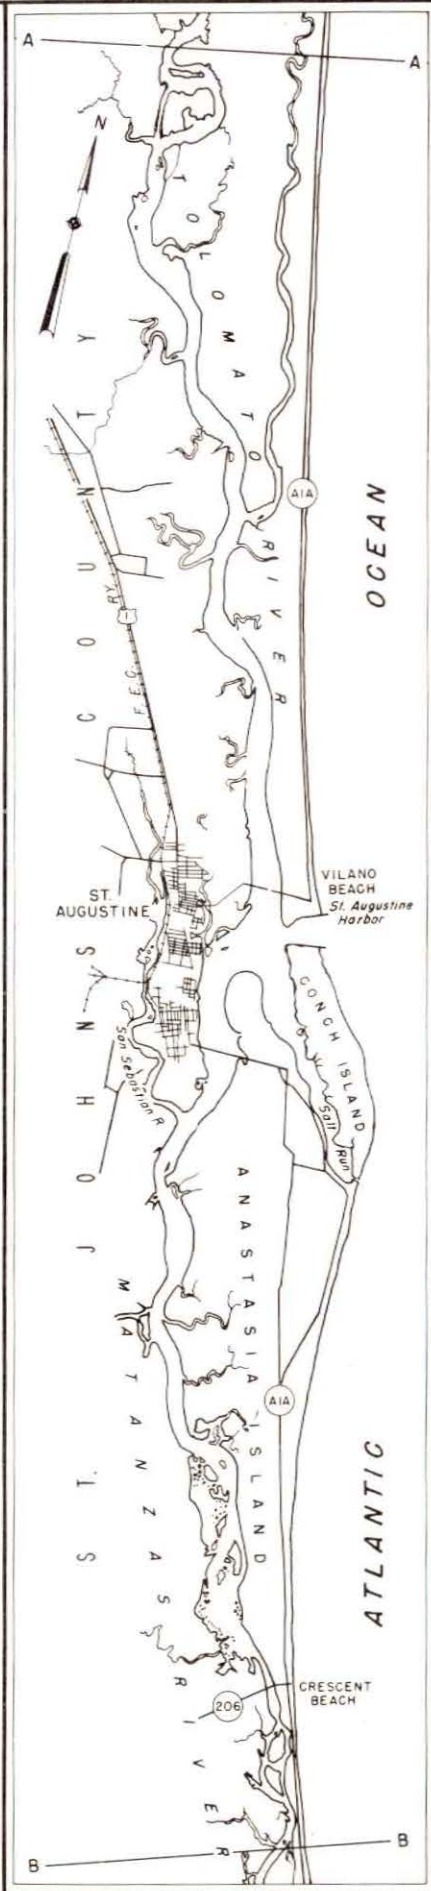 A A
N
TOLOMATO RIVER
A1A
OCEAN
F. E. C. RY.
1
ST. JOHNS COUNTY
VILANO
BEACH
St. Augustine
Harbor
ST.
AUGUSTINE
CONCH ISLAND
Salt Run
San Sebastian R
ANASTASIA ISLAND
MATANZAS RIVER
A1A
ATLANTIC
CRESCENT
BEACH
206
B B